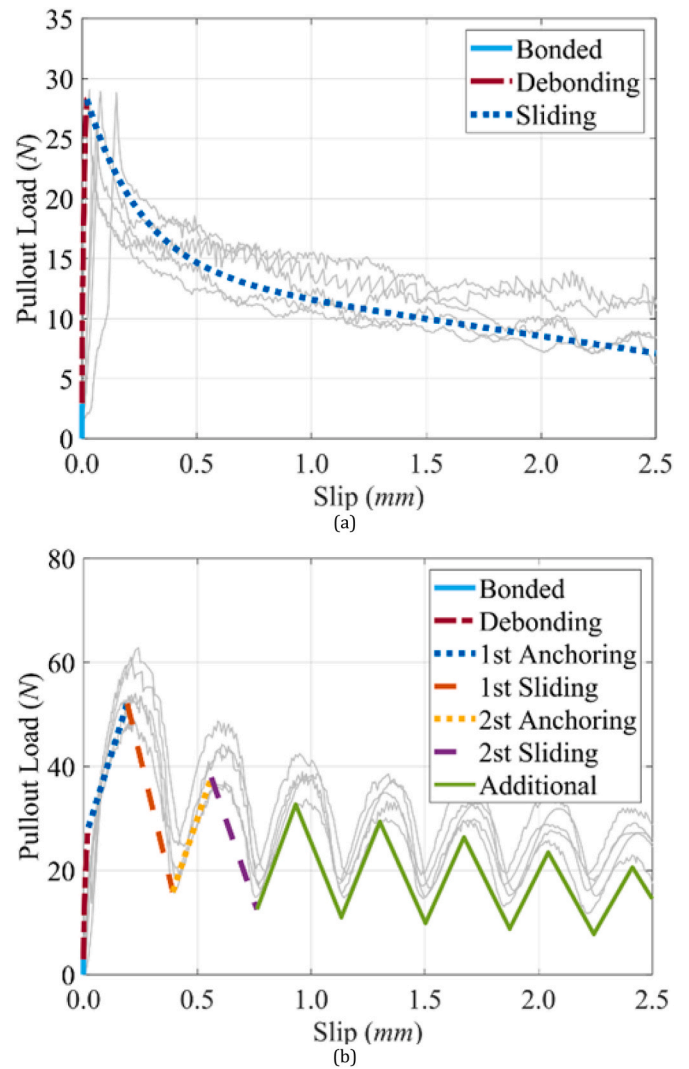 35
30
25
20
15
10
5
0
Pullout Load (N)
Bonded
Debonding
Sliding
0.0 0.5 1.0 1.5 2.0 2.5
Slip (mm)
(a)
80
60
40
20
0
Pullout Load (N)
Bonded
Debonding
1st Anchoring
1st Sliding
2st Anchoring
2st Sliding
Additional
0.0 0.5 1.0 1.5 2.0 2.5
Slip (mm)
(b)